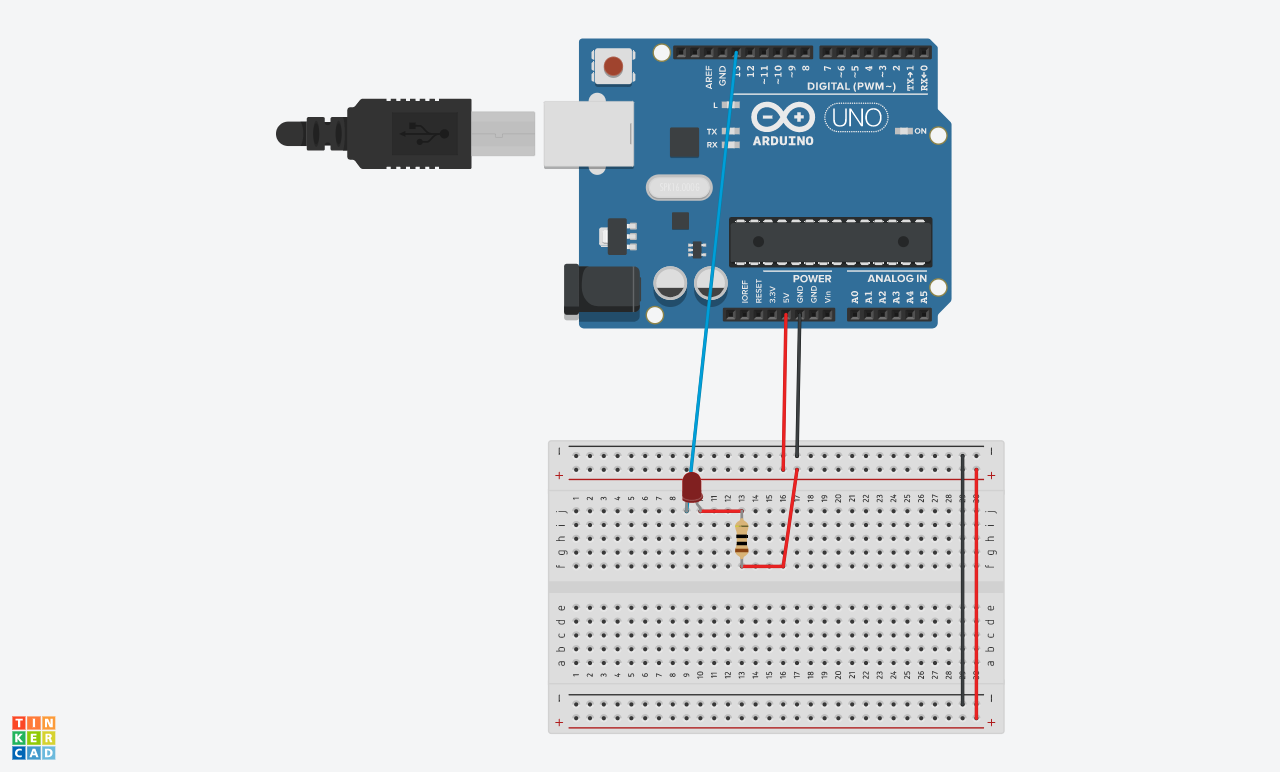 AREF
GND
13
12
~11
~10
~9
8
7
~6
~5
4
~3
2
TX→1
RX←0
DIGITAL (PWM~)
L
TX
RX
UNO
ON
ARDUINO
POWER
ANALOG IN
IOREF
RESET
3.3V
5V
GND
GND
Vin
A0
A1
A2
A3
A4
A5
− −
+ +
1 2 3 4 5 6 7 8 9 10 11 12 13 14 15 16 17 18 19 20 21 22 23 24 25 26 27 28
j j
i i
h h
g g
f f
e e
d d
c c
b b
a a
1 2 3 4 5 6 7 8 9 10 11 12 13 14 15 16 17 18 19 20 21 22 23 24 25 26 27 28
− −
+ +
TIN
KER
CAD